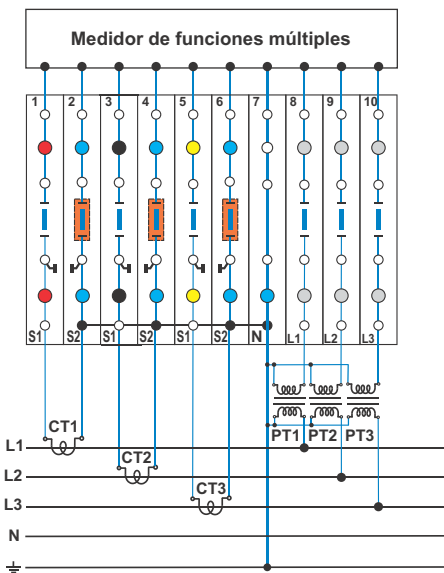 Medidor de funciones múltiples
1 2 3 4 5 6 7 8 9 10
S1 S2 S1 S2 S1 S2 N L1 L2 L3
PT1 PT2 PT3
CT1
L1
CT2
L2
CT3
L3
N